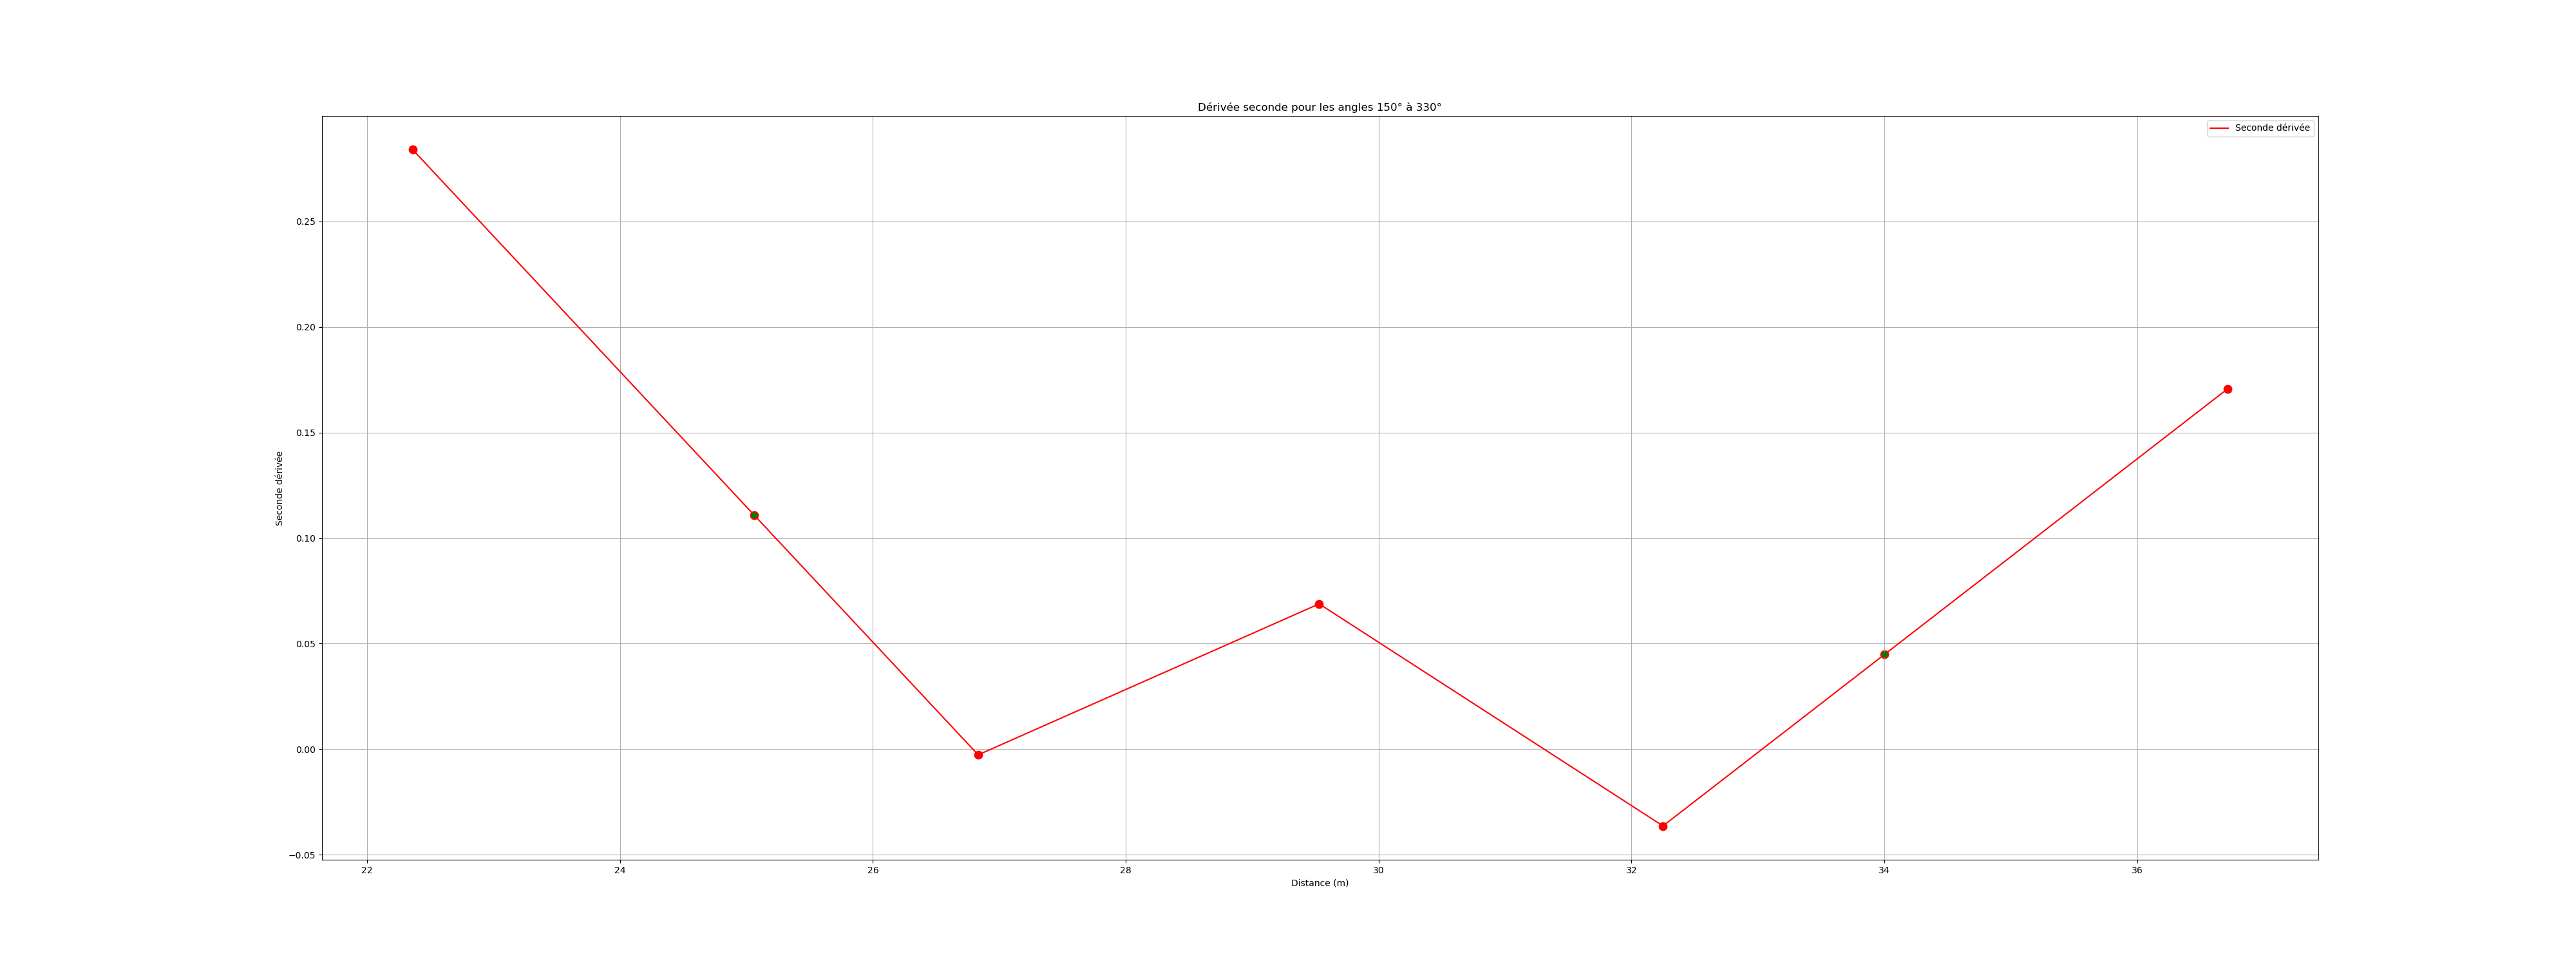 Dérivée seconde pour les angles 150° à 330°
Seconde dérivée
0.25
0.20
0.15
0.10
0.05
0.00
−0.05
Seconde dérivée
22 24 26 28 30 32 34 36
Distance (m)